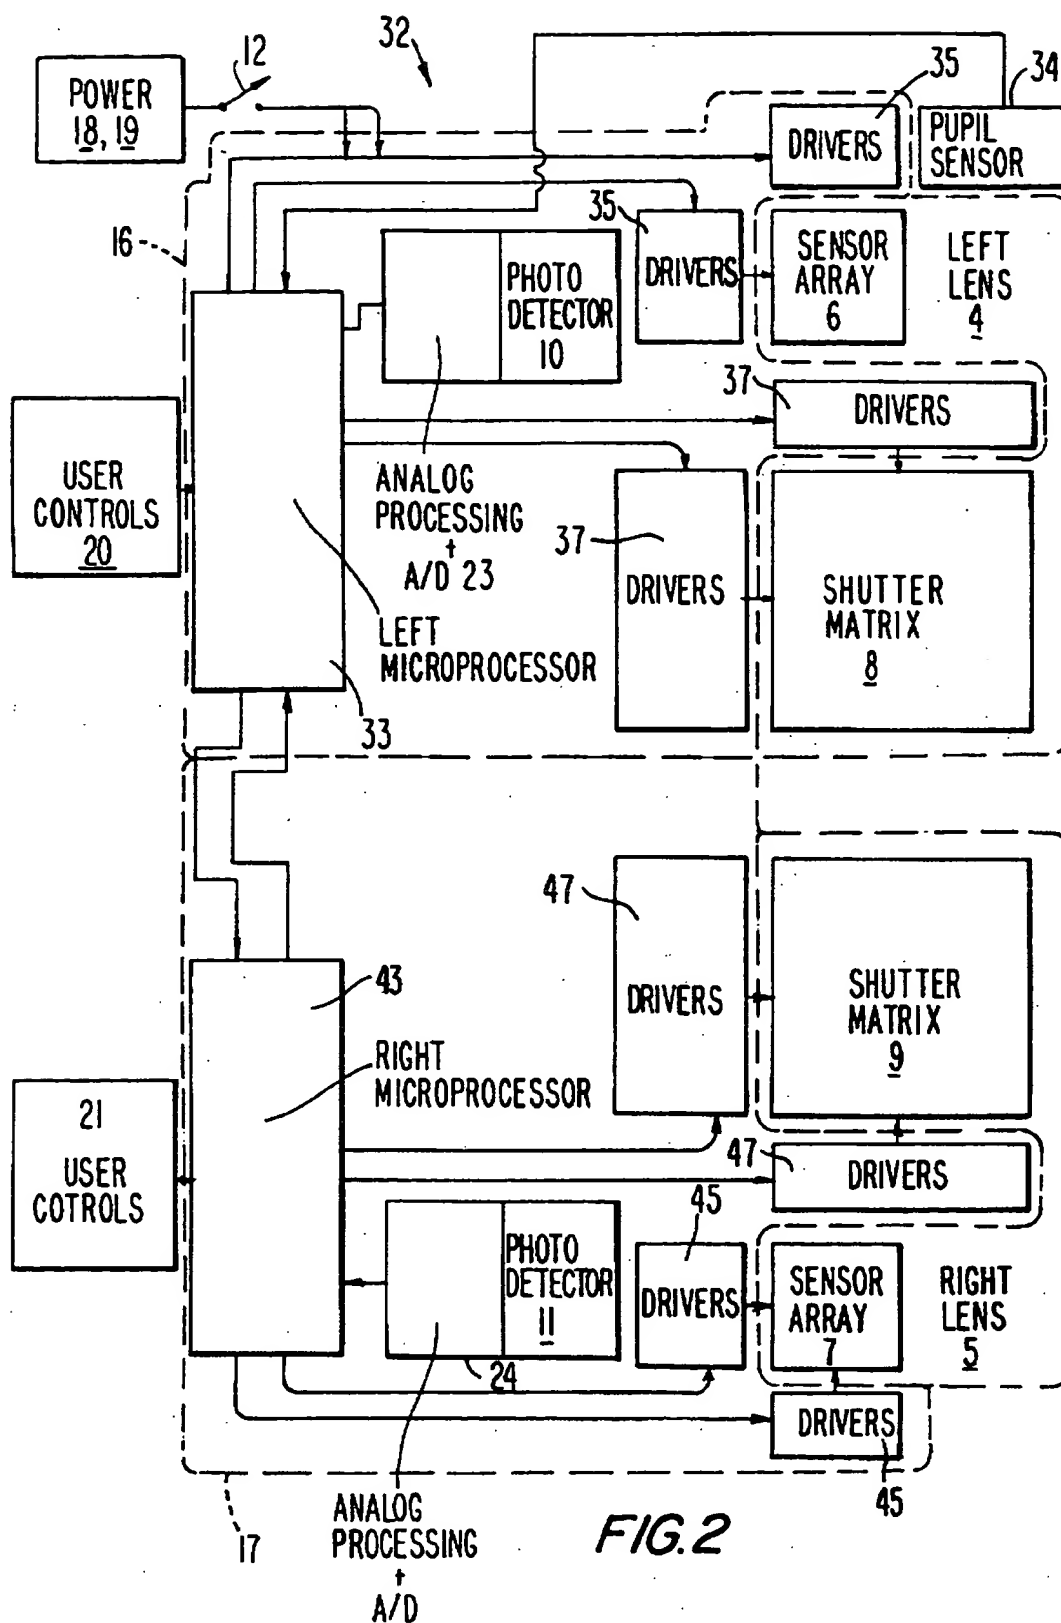 12
32
POWER
18, 19
35
34
DRIVERS
PUPIL
SENSOR
16
35
DRIVERS
SENSOR
ARRAY
6
LEFT
LENS
4
PHOTO
DETECTOR
10
37
DRIVERS
USER
CONTROLS
20
ANALOG
PROCESSING
+
A/D 23
37
DRIVERS
SHUTTER
MATRIX
8
LEFT
MICROPROCESSOR
33
47
DRIVERS
SHUTTER
MATRIX
9
43
RIGHT
MICROPROCESSOR
21
USER
COTROLS
47
DRIVERS
45
PHOTO
DETECTOR
11
DRIVERS
SENSOR
ARRAY
7
RIGHT
LENS
5
24
DRIVERS
45
17
ANALOG
PROCESSING
+
A/D
FIG.2